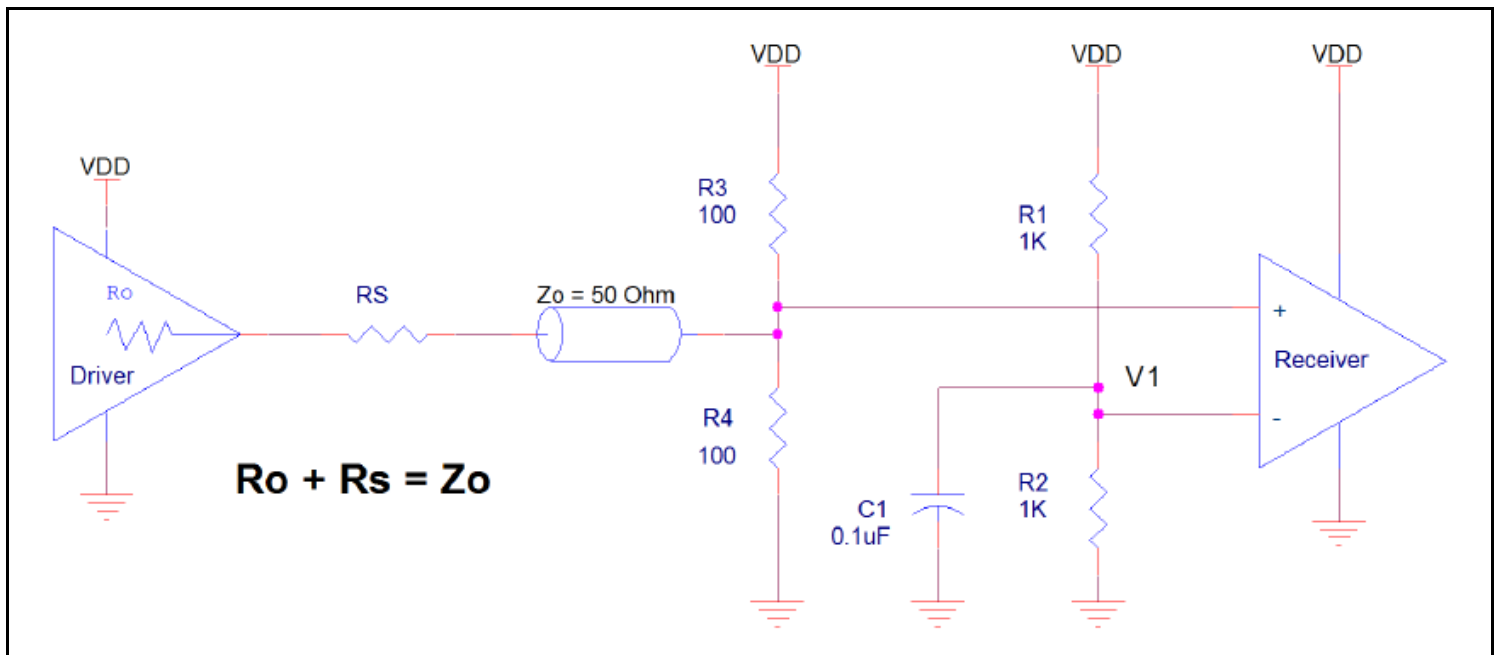 VDD
VDD
VDD
VDD
R3
100
R1
1K
Ro
RS
Zo = 50 Ohm
+
Driver
Receiver
V1
-
R4
100
Ro + Rs = Zo
R2
1K
C1
0.1uF